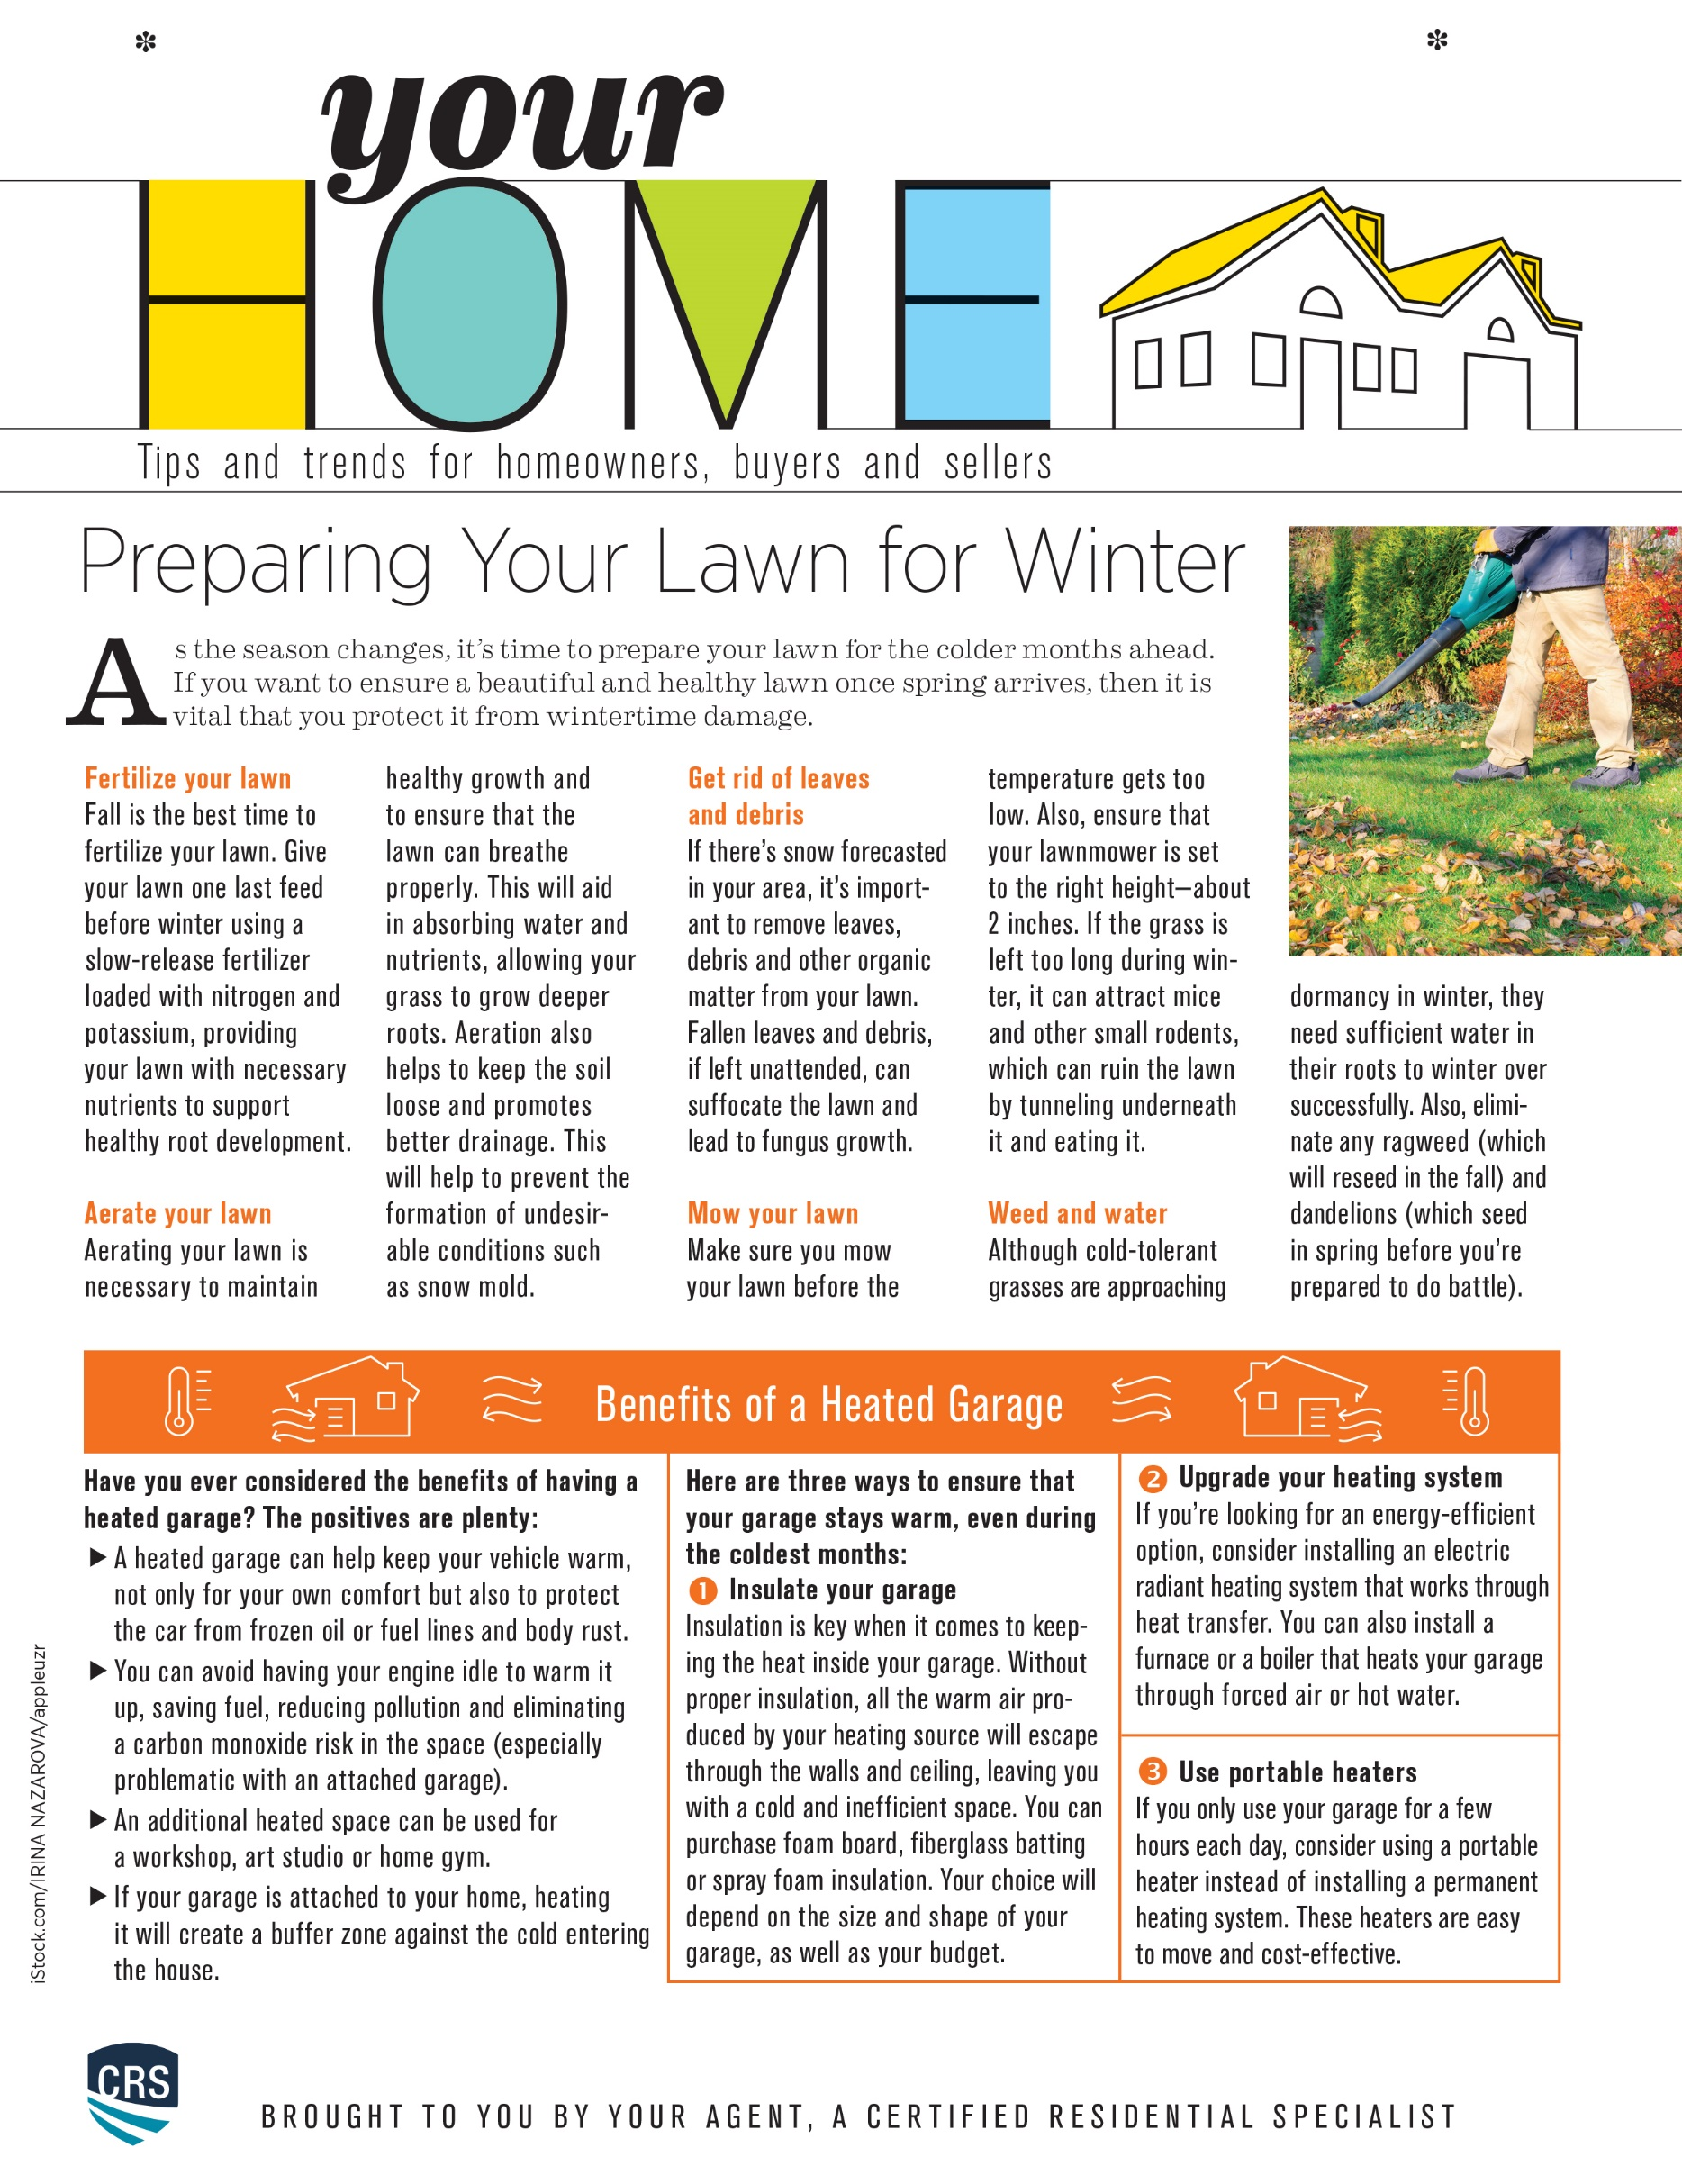 *
*
your
HOME
Tips and trends for homeowners, buyers and sellers
Preparing Your Lawn for Winter
As the season changes, it's time to prepare your lawn for the colder months ahead.
If you want to ensure a beautiful and healthy lawn once spring arrives, then it is
vital that you protect it from wintertime damage.
Fertilize your lawn
Fall is the best time to
fertilize your lawn. Give
your lawn one last feed
before winter using a
slow-release fertilizer
loaded with nitrogen and
potassium, providing
your lawn with necessary
nutrients to support
healthy root development.
Aerate your lawn
Aerating your lawn is
necessary to maintain
healthy growth and
to ensure that the
lawn can breathe
properly. This will aid
in absorbing water and
nutrients, allowing your
grass to grow deeper
roots. Aeration also
helps to keep the soil
loose and promotes
better drainage. This
will help to prevent the
formation of undesir-
able conditions such
as snow mold.
Get rid of leaves
and debris
If there's snow forecasted
in your area, it's import-
ant to remove leaves,
debris and other organic
matter from your lawn.
Fallen leaves and debris,
if left unattended, can
suffocate the lawn and
lead to fungus growth.
Mow your lawn
Make sure you mow
your lawn before the
temperature gets too
low. Also, ensure that
your lawnmower is set
to the right height—about
2 inches. If the grass is
left too long during win-
ter, it can attract mice
and other small rodents,
which can ruin the lawn
by tunneling underneath
it and eating it.
Weed and water
Although cold-tolerant
grasses are approaching
dormancy in winter, they
need sufficient water in
their roots to winter over
successfully. Also, elimi-
nate any ragweed (which
will reseed in the fall) and
dandelions (which seed
in spring before you're
prepared to do battle).
Benefits of a Heated Garage
Have you ever considered the benefits of having a
heated garage? The positives are plenty:
▶ A heated garage can help keep your vehicle warm,
not only for your own comfort but also to protect
the car from frozen oil or fuel lines and body rust.
▶ You can avoid having your engine idle to warm it
up, saving fuel, reducing pollution and eliminating
a carbon monoxide risk in the space (especially
problematic with an attached garage).
▶ An additional heated space can be used for
a workshop, art studio or home gym.
▶ If your garage is attached to your home, heating
it will create a buffer zone against the cold entering
the house.
Here are three ways to ensure that
your garage stays warm, even during
the coldest months:
1 Insulate your garage
Insulation is key when it comes to keep-
ing the heat inside your garage. Without
proper insulation, all the warm air pro-
duced by your heating source will escape
through the walls and ceiling, leaving you
with a cold and inefficient space. You can
purchase foam board, fiberglass batting
or spray foam insulation. Your choice will
depend on the size and shape of your
garage, as well as your budget.
2 Upgrade your heating system
If you're looking for an energy-efficient
option, consider installing an electric
radiant heating system that works through
heat transfer. You can also install a
furnace or a boiler that heats your garage
through forced air or hot water.
3 Use portable heaters
If you only use your garage for a few
hours each day, consider using a portable
heater instead of installing a permanent
heating system. These heaters are easy
to move and cost-effective.
iStock.com/IRINA NAZAROVA/appleuzr
CRS
BROUGHT TO YOU BY YOUR AGENT, A CERTIFIED RESIDENTIAL SPECIALIST